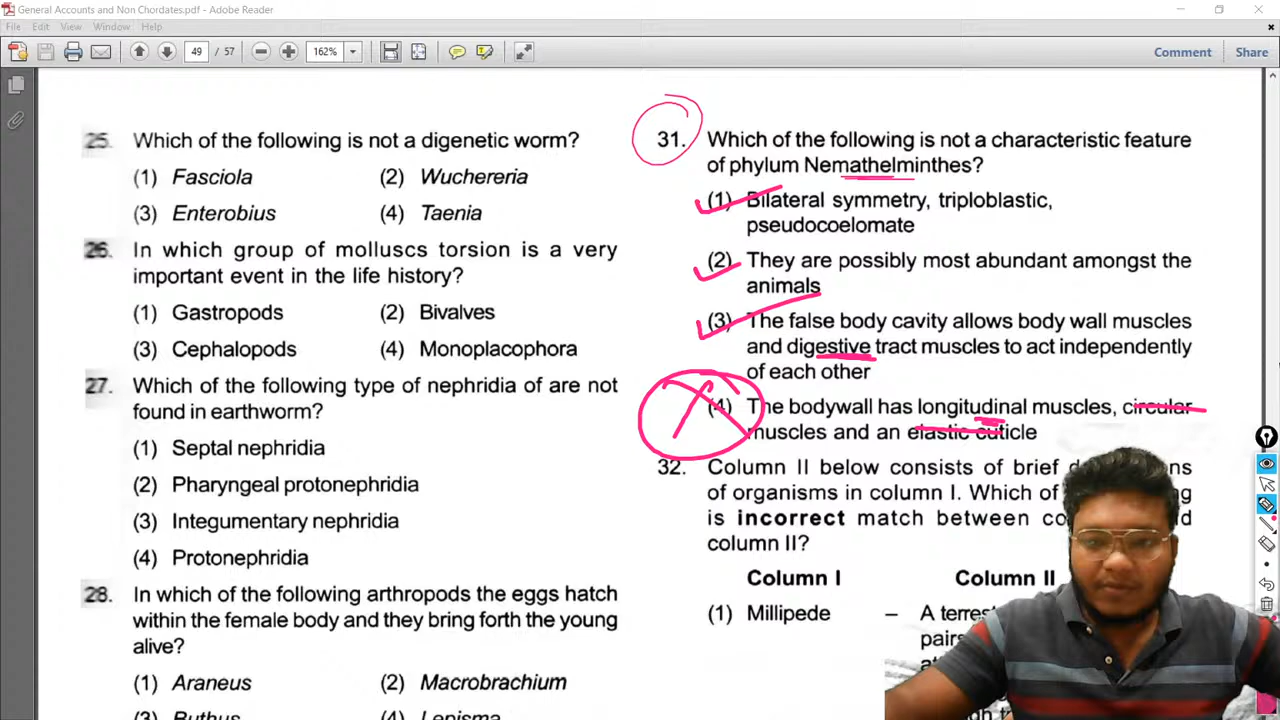 General Accounts and Non Chordates.pdf - Adobe Reader
File Edit View Window Help
49 / 57
162%
Comment
Share
25. Which of the following is not a digenetic worm?
(1) Fasciola (2) Wuchereria
(3) Enterobius (4) Taenia
26. In which group of molluscs torsion is a very
important event in the life history?
(1) Gastropods (2) Bivalves
(3) Cephalopods (4) Monoplacophora
27. Which of the following type of nephridia of are not
found in earthworm?
(1) Septal nephridia
(2) Pharyngeal protonephridia
(3) Integumentary nephridia
(4) Protonephridia
28. In which of the following arthropods the eggs hatch
within the female body and they bring forth the young
alive?
(1) Araneus (2) Macrobrachium
(3) Buthus (4) Lepisma
31. Which of the following is not a characteristic feature
of phylum Nemathelminthes?
(1) Bilateral symmetry, triploblastic,
pseudocoelomate
(2) They are possibly most abundant amongst the
animals
(3) The false body cavity allows body wall muscles
and digestive tract muscles to act independently
of each other
(4) The bodywall has longitudinal muscles, circular
muscles and an elastic cuticle
32. Column II below consists of brief
of organisms in column I. Which of
is incorrect match between
column II?
Column I Column II
(1) Millipede – A